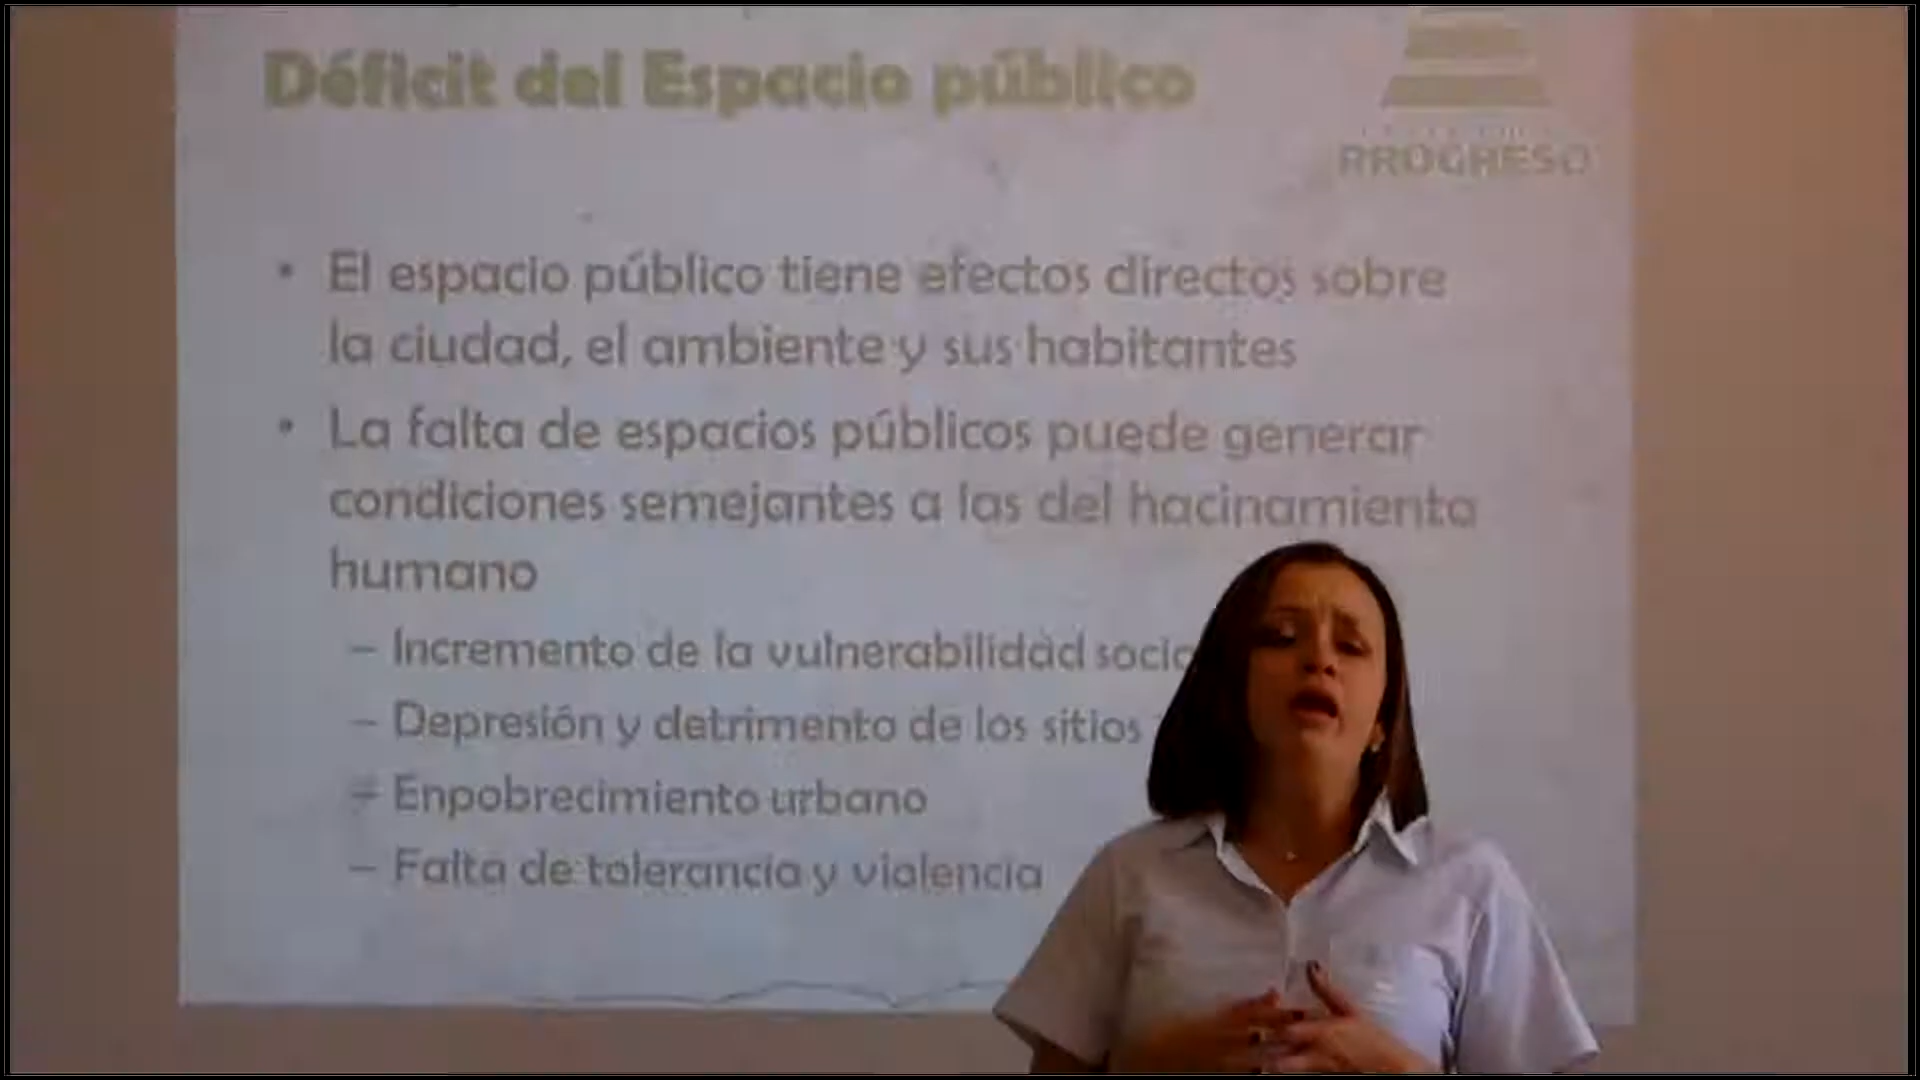 Déficit del Espacio público
PROGRESO
• El espacio público tiene efectos directos sobre
la ciudad, el ambiente y sus habitantes
• La falta de espacios públicos puede generar
condiciones semejantes a las del hacinamiento
humano
– Incremento de la vulnerabilidad
– Depresión y detrimento de los sitios
– Enpobrecimiento urbano
– Falta de tolerancia y violencia